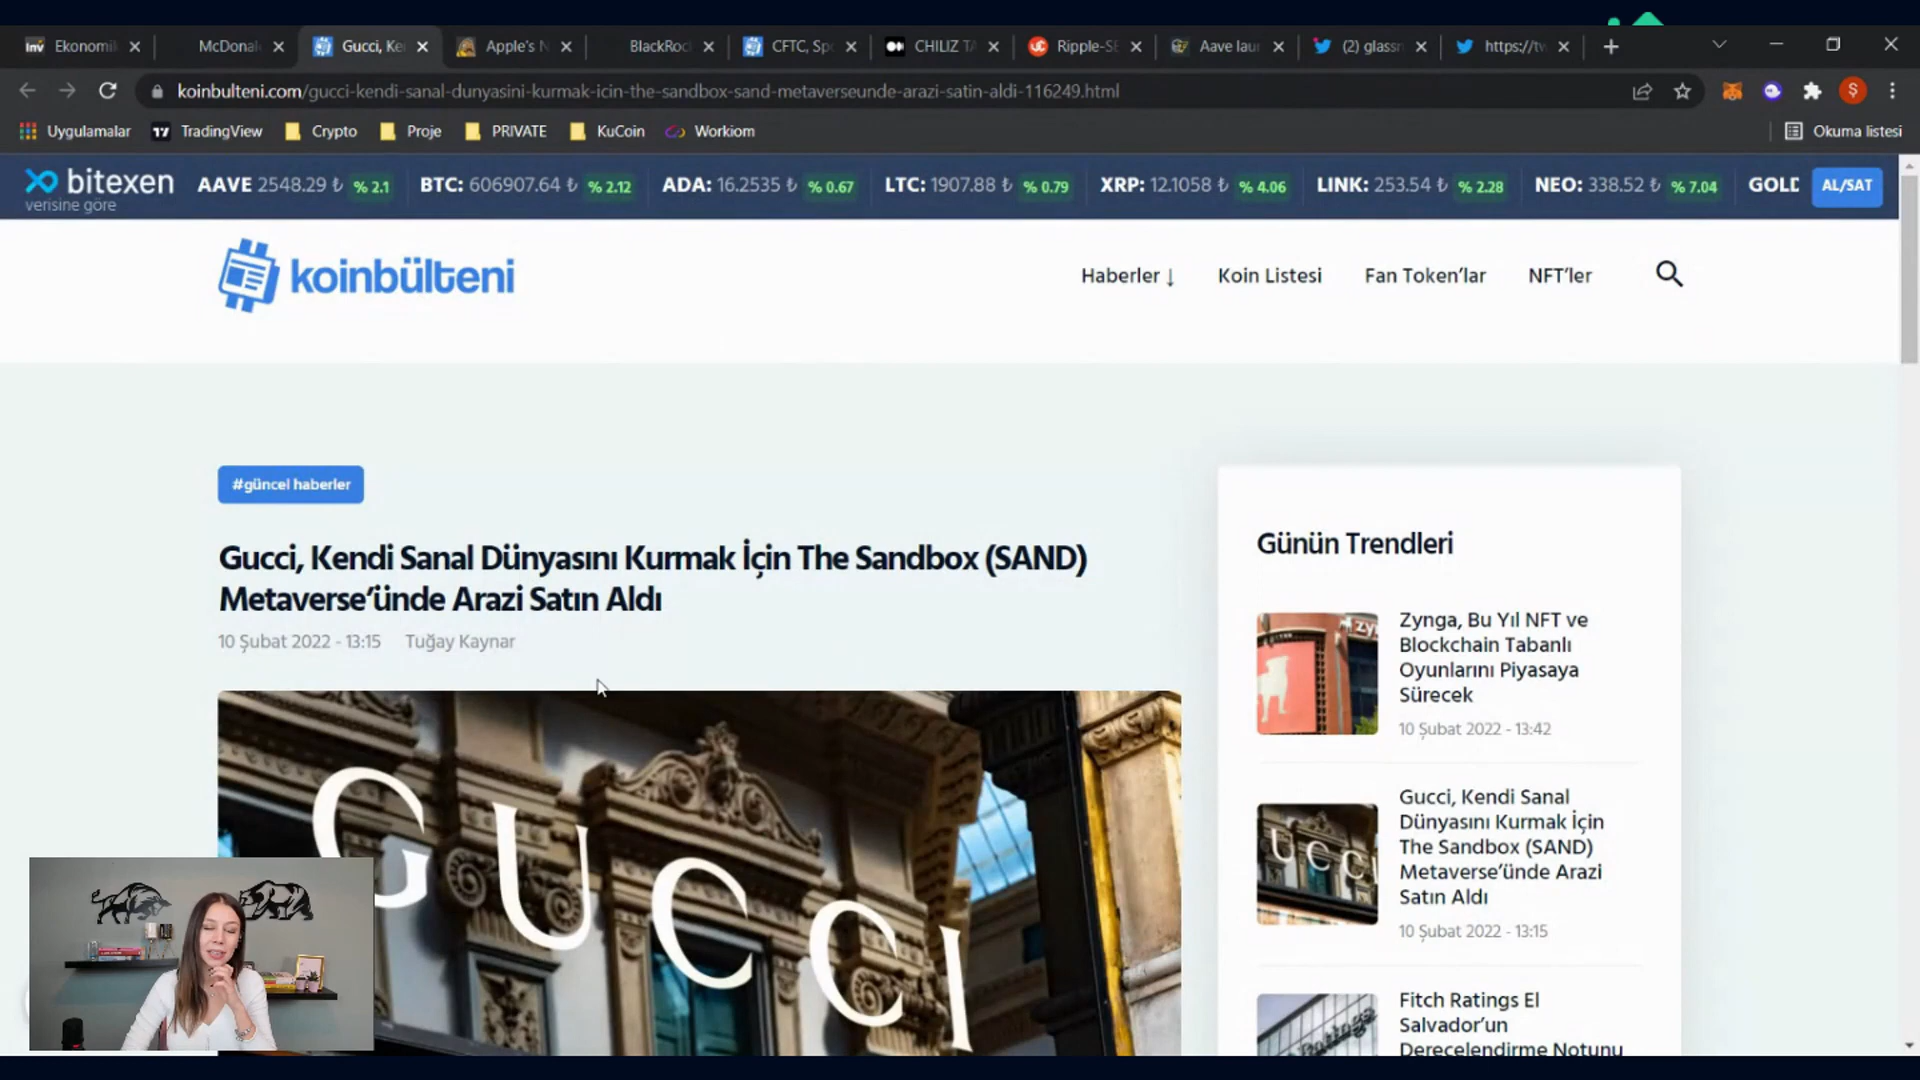 Ekonomik
McDonal
Gucci, Ke
Apple's N
BlackRoc
CFTC, Sp
CHILIZ TA
Ripple-SE
Aave lau
(2) glassn
https://tw
koinbulteni.com/gucci-kendi-sanal-dunyasini-kurmak-icin-the-sandbox-sand-metaverseunde-arazi-satin-aldi-116249.html
Uygulamalar
TradingView
Crypto
Proje
PRIVATE
KuCoin
Workiom
Okuma listesi
bitexen
verisine göre
AAVE 2548.29 ₺ % 2.1
BTC: 606907.64 ₺ % 2.12
ADA: 16.2535 ₺ % 0.67
LTC: 1907.88 ₺ % 0.79
XRP: 12.1058 ₺ % 4.06
LINK: 253.54 ₺ % 2.28
NEO: 338.52 ₺ % 7.04
GOLD
AL/SAT
koinbülteni
Haberler ↓
Koin Listesi
Fan Token'lar
NFT'ler
#güncel haberler
Gucci, Kendi Sanal Dünyasını Kurmak İçin The Sandbox (SAND)
Metaverse'ünde Arazi Satın Aldı
10 Şubat 2022 - 13:15 Tuğay Kaynar
GUCCI
Günün Trendleri
Zynga, Bu Yıl NFT ve
Blockchain Tabanlı
Oyunlarını Piyasaya
Sürecek
10 Şubat 2022 - 13:42
Gucci, Kendi Sanal
Dünyasını Kurmak İçin
The Sandbox (SAND)
Metaverse'ünde Arazi
Satın Aldı
10 Şubat 2022 - 13:15
Fitch Ratings El
Salvador'un
Derecelendirme Notunu